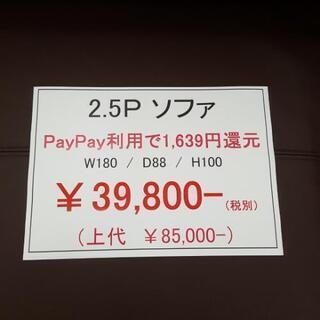 2.5P ソファ
PayPay利用で1,639円還元
W180 / D88 / H100
￥39,800-(税別)
(上代 ￥85,000-)